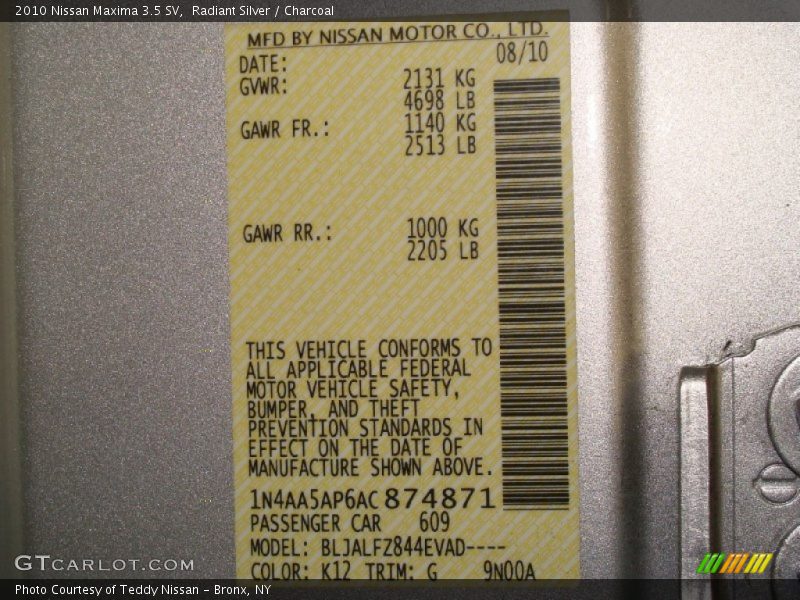 2010 Nissan Maxima 3.5 SV,  Radiant Silver / Charcoal
MFD BY NISSAN MOTOR CO., LTD.
DATE: 08/10
GVWR: 2131 KG
4698 LB
GAWR FR.: 1140 KG
2513 LB
GAWR RR.: 1000 KG
2205 LB
THIS VEHICLE CONFORMS TO
ALL APPLICABLE FEDERAL
MOTOR VEHICLE SAFETY,
BUMPER, AND THEFT
PREVENTION STANDARDS IN
EFFECT ON THE DATE OF
MANUFACTURE SHOWN ABOVE.
1N4AA5AP6AC874871
PASSENGER CAR 609
MODEL: BLJALFZ844EVAD----
COLOR: K12 TRIM: G 9N00A
GTCARLOT.COM
Photo Courtesy of Teddy Nissan – Bronx, NY